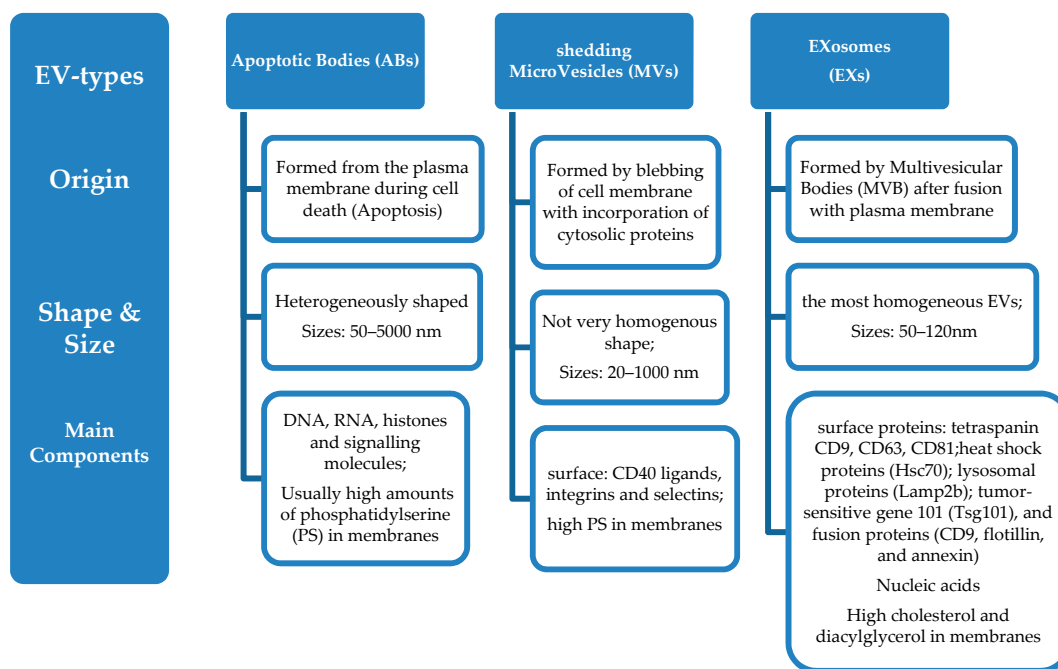 EV-types
Origin
Shape &
Size
Main
Components
Apoptotic Bodies (ABs)
Formed from the plasma
membrane during cell
death (Apoptosis)
Heterogeneously shaped
Sizes: 50–5000 nm
DNA, RNA, histones
and signalling
molecules;
Usually high amounts
of phosphatidylserine
(PS) in membranes
shedding
MicroVesicles (MVs)
Formed by blebbing
of cell membrane
with incorporation of
cytosolic proteins
Not very homogenous
shape;
Sizes: 20–1000 nm
surface: CD40 ligands,
integrins and selectins;
high PS in membranes
EXosomes
(EXs)
Formed by Multivesicular
Bodies (MVB) after fusion
with plasma membrane
the most homogeneous EVs;
Sizes: 50–120nm
surface proteins: tetraspanin
CD9, CD63, CD81;heat shock
proteins (Hsc70); lysosomal
proteins (Lamp2b); tumor-
sensitive gene 101 (Tsg101), and
fusion proteins (CD9, flotillin,
and annexin)
Nucleic acids
High cholesterol and
diacylglycerol in membranes